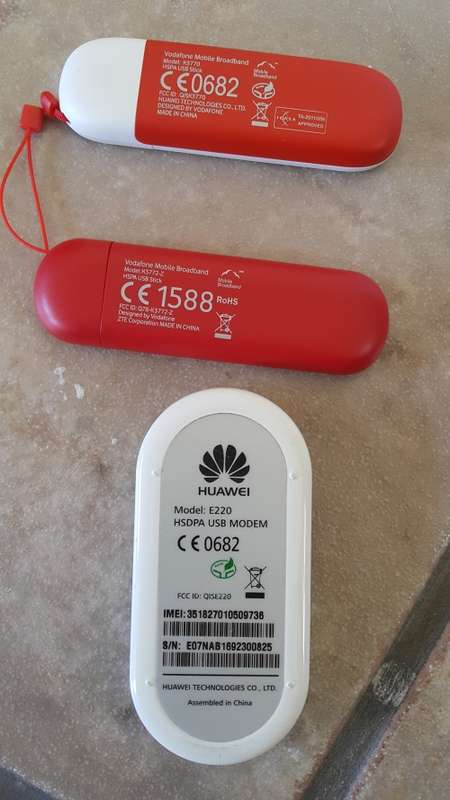 Vodafone Mobile Broadband
Model: K3770
HSPA USB Stick
CE0682
FCC ID: QISK3770
HUAWEI TECHNOLOGIES CO., LTD.
DESIGNED BY VODAFONE
MADE IN CHINA
Mobile
Broadband
ICASA
APPROVED
Vodafone Mobile Broadband
Model: K3772-Z
HSPA USB Stick
CE 1588 RoHS
FCC ID: Q78-K3772-Z
Designed by Vodafone
ZTE Corporation MADE IN CHINA
Mobile
Broadband
HUAWEI
Model: E220
HSDPA USB MODEM
CE 0682
FCC ID: QISE220
IMEI: 351827010509736
S/N: E07NAB1692300825
HUAWEI TECHNOLOGIES CO., LTD.
Assembled in China